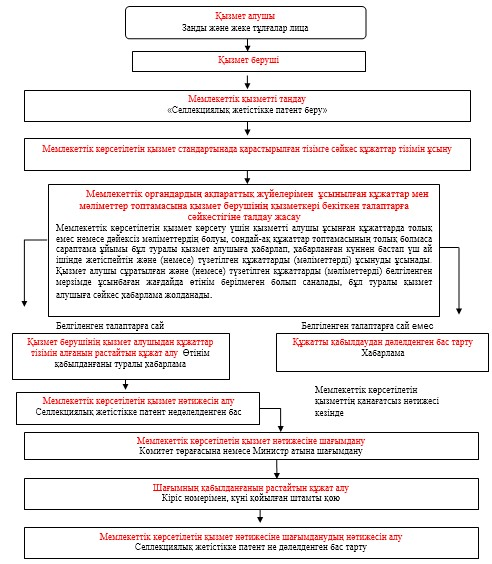 Қызмет алушы
Заңды және жеке тұлғалар лица
Қызмет беруші
Мемлекеттік қызметті таңдау
«Селлекциялық жетістікке патент беру»
Мемлекеттік көрсетілетін қызмет стандартынада қарастырылған тізімге сәйкес құжаттар тізімін ұсыну
Мемлекеттік органдардың ақпараттық жүйелерімен ұсынылған құжаттар мен
мәліметтер топтамасына қызмет берушінің қызметкері бекіткен талаптарға
сәйкестігіне талдау жасау
Мемлекеттік көрсетілетін қызмет көрсету үшін қызметті алушы ұсынған құжаттарда толық
емес немесе дәйексіз мәліметтердің болуы, сондай-ақ құжаттар топтамасының толық болмаса
сараптама ұйымы бұл туралы қызмет алушыға хабарлап, хабарланған күннен бастап үш ай
ішінде жетіспейтін және (немесе) түзетілген құжаттарды (мәліметтерді) ұсынуды ұсынады.
Қызмет алушы сұратылған және (немесе) түзетілген құжаттарды (мәліметтерді) белгіленген
мерзімде ұсынбаған жағдайда өтінім берілмеген болып саналады, бұл туралы қызмет
алушыға сәйкес хабарлама жолданады.
Белгіленген талаптарға сай
Белгіленген талаптарға сай емес
Қызмет берушінің қызмет алушыдан құжаттар
тізімін алғанын растайтын құжат алу Өтінім
қабылданғаны туралы хабарлама
Құжатты қабылдаудан дәлелденген бас тарту
Хабарлама
Мемлекеттік көрсетілетін қызмет нәтижесін алу
Селлекциялық жетістікке патент недәлелденген бас
Мемлекеттік көрсетілетін
қызметтің қанағатсыз нәтижесі
кезінде
Мемлекеттік көрсетілетін қызмет нәтижесіне шағымдану
Комитет төрағасына немесе Министр атына шағымдану
Шағымның қабылданғанын растайтын құжат алу
Кіріс номерімен, күні қойылған штамты қою
Мемлекеттік көрсетілетін қызмет нәтижесіне шағымданудың нәтижесін алу
Селлекциялық жетістікке патент не дәлелденген бас тарту